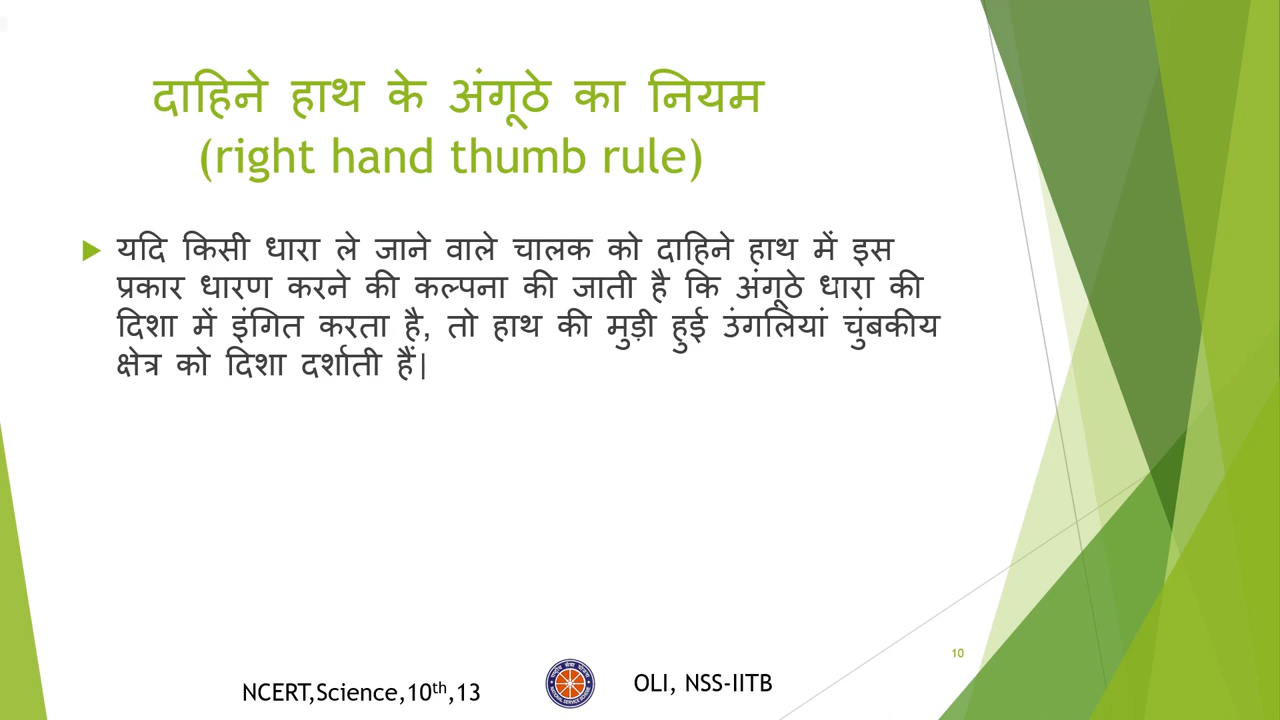 दाहिने हाथ के अंगूठे का नियम
(right hand thumb rule)
यदि किसी धारा ले जाने वाले चालक को दाहिने हाथ में इस
प्रकार धारण करने की कल्पना की जाती है कि अंगूठे धारा की
दिशा में इंगित करता है, तो हाथ की मुड़ी हुई उंगलियां चुंबकीय
क्षेत्र को दिशा दर्शाती हैं|
10
NCERT,Science,10th,13
OLI, NSS-IITB